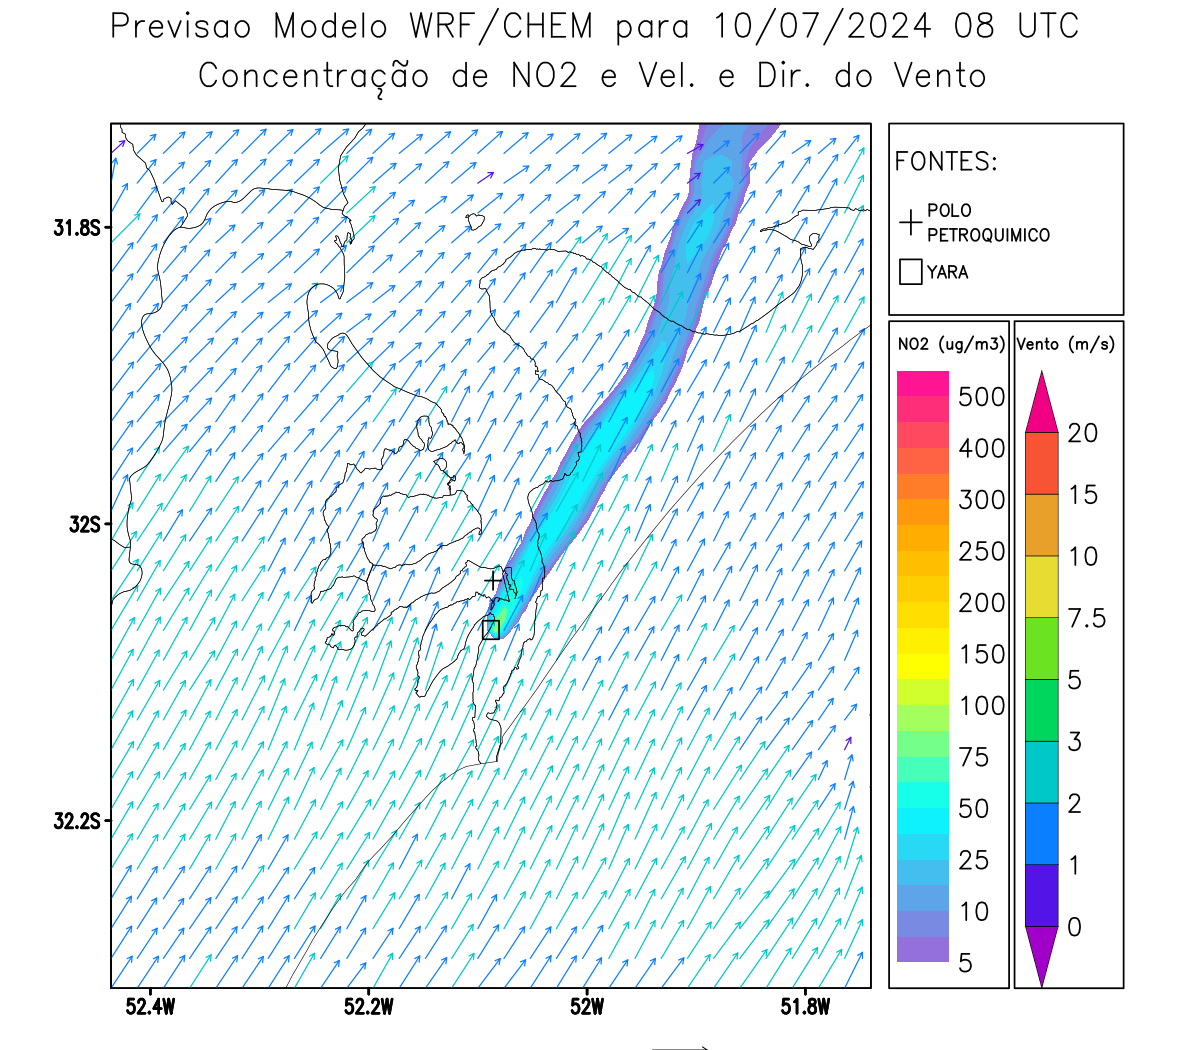 Previsao Modelo WRF/CHEM para 10/07/2024 08 UTC
Concentração de NO2 e Vel. e Dir. do Vento
FONTES:
POLO
PETROQUIMICO
YARA
NO2 (ug/m3)
500
400
300
250
200
150
100
75
50
25
10
5
Vento (m/s)
20
15
10
7.5
5
3
2
1
0
31.8S
32S
32.2S
52.4W
52.2W
52W
51.8W